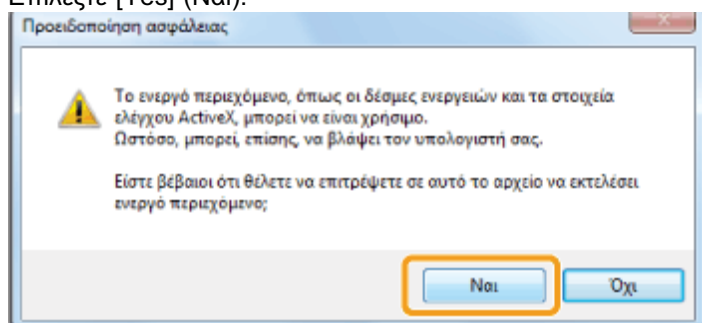 Επιλέξτε [Yes] (Ναι).
Προειδοποίηση ασφάλειας
Το ενεργό περιεχόμενο, όπως οι δέσμες ενεργειών και τα στοιχεία
ελέγχου ActiveX, μπορεί να είναι χρήσιμο.
Ωστόσο, μπορεί, επίσης, να βλάψει τον υπολογιστή σας.
Είστε βέβαιοι ότι θέλετε να επιτρέψετε σε αυτό το αρχείο να εκτελέσει
ενεργό περιεχόμενο;
Ναι Όχι